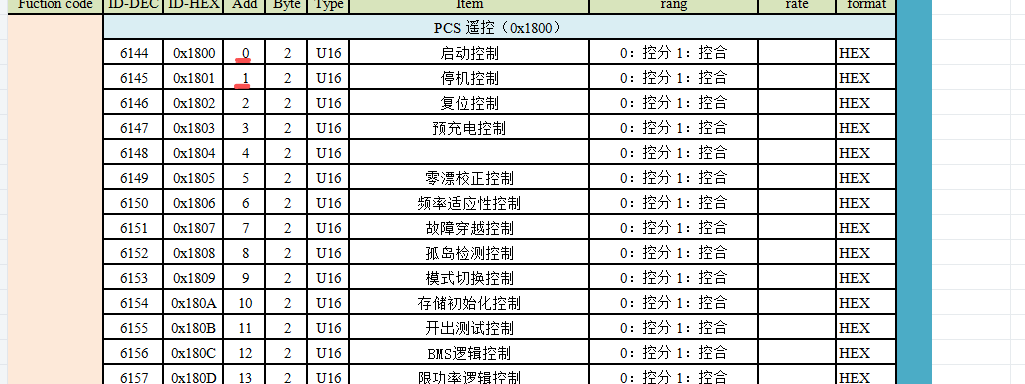 Fuction code ID-DEC ID-HEX Add Byte Type Item rang rate format
PCS 遥控（0x1800）
6144 0x1800 0 2 U16 启动控制 0：控分 1：控合 HEX
6145 0x1801 1 2 U16 停机控制 0：控分 1：控合 HEX
6146 0x1802 2 2 U16 复位控制 0：控分 1：控合 HEX
6147 0x1803 3 2 U16 预充电控制 0：控分 1：控合 HEX
6148 0x1804 4 2 U16 0：控分 1：控合 HEX
6149 0x1805 5 2 U16 零漂校正控制 0：控分 1：控合 HEX
6150 0x1806 6 2 U16 频率适应性控制 0：控分 1：控合 HEX
6151 0x1807 7 2 U16 故障穿越控制 0：控分 1：控合 HEX
6152 0x1808 8 2 U16 孤岛检测控制 0：控分 1：控合 HEX
6153 0x1809 9 2 U16 模式切换控制 0：控分 1：控合 HEX
6154 0x180A 10 2 U16 存储初始化控制 0：控分 1：控合 HEX
6155 0x180B 11 2 U16 开出测试控制 0：控分 1：控合 HEX
6156 0x180C 12 2 U16 BMS逻辑控制 0：控分 1：控合 HEX
6157 0x180D 13 2 U16 限功率逻辑控制 0：控分 1：控合 HEX